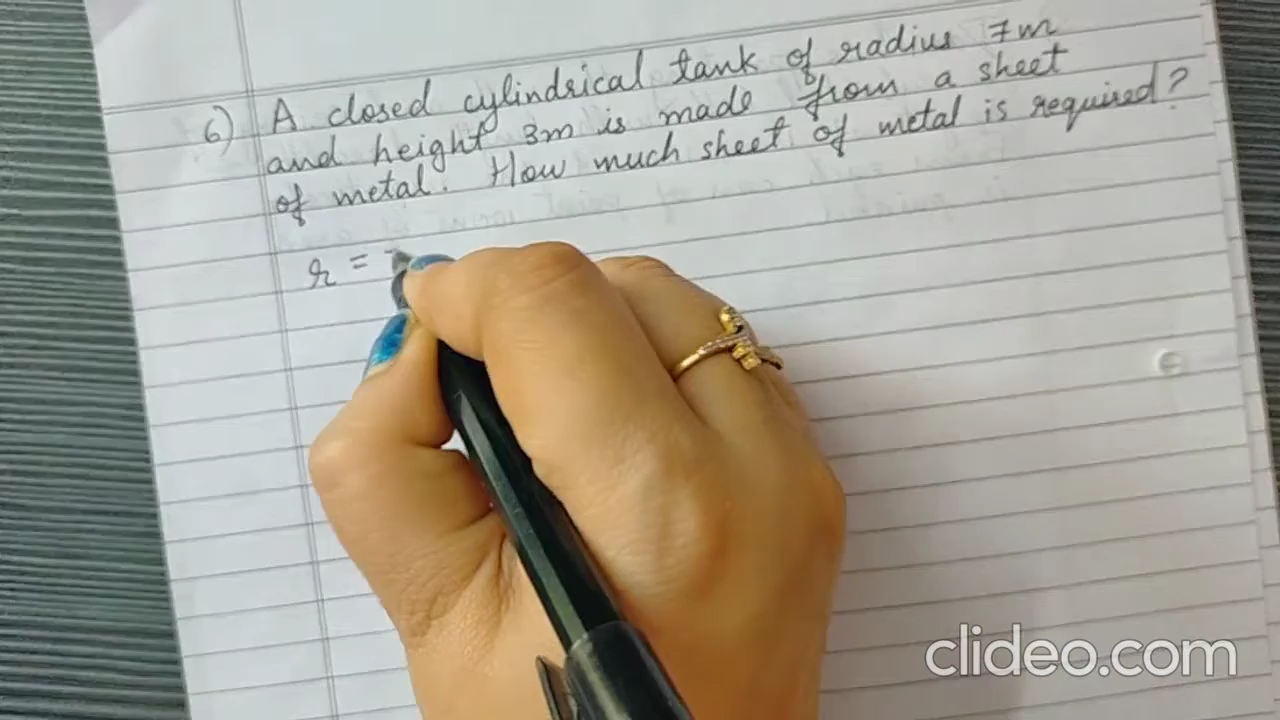 6) A closed cylindrical tank of radius 7m
and height 3m is made from a sheet
of metal. How much sheet of metal is required?
r =
clideo.com